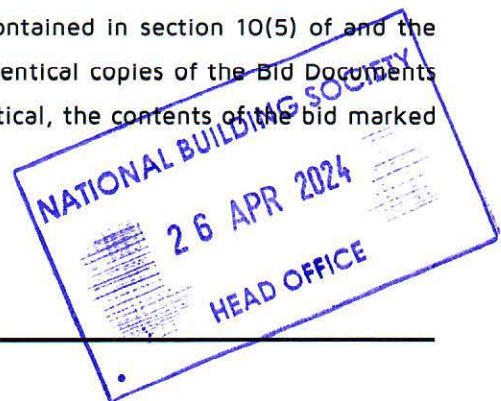 ontained in section 10(5) of and the
entical copies of the Bid Documents
tical, the contents of the bid marked
NATIONAL BUILDING SOCIETY
26 APR 2024
HEAD OFFICE